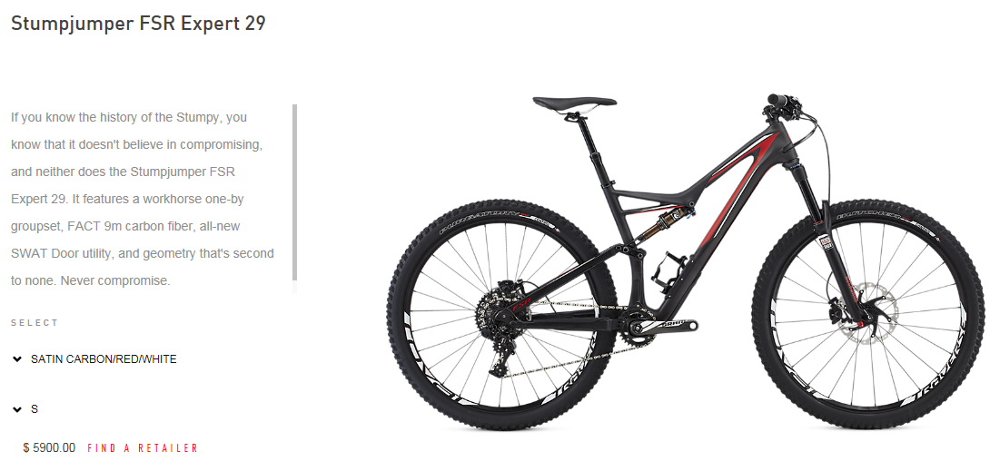 Stumpjumper FSR Expert 29
If you know the history of the Stumpy, you
know that it doesn't believe in compromising,
and neither does the Stumpjumper FSR
Expert 29. It features a workhorse one-by
groupset, FACT 9m carbon fiber, all-new
SWAT Door utility, and geometry that's second
to none. Never compromise.
SELECT
SATIN CARBON/RED/WHITE
S
$ 5900.00 FIND A RETAILER
PURGATORY
BUTCHER
SRAM